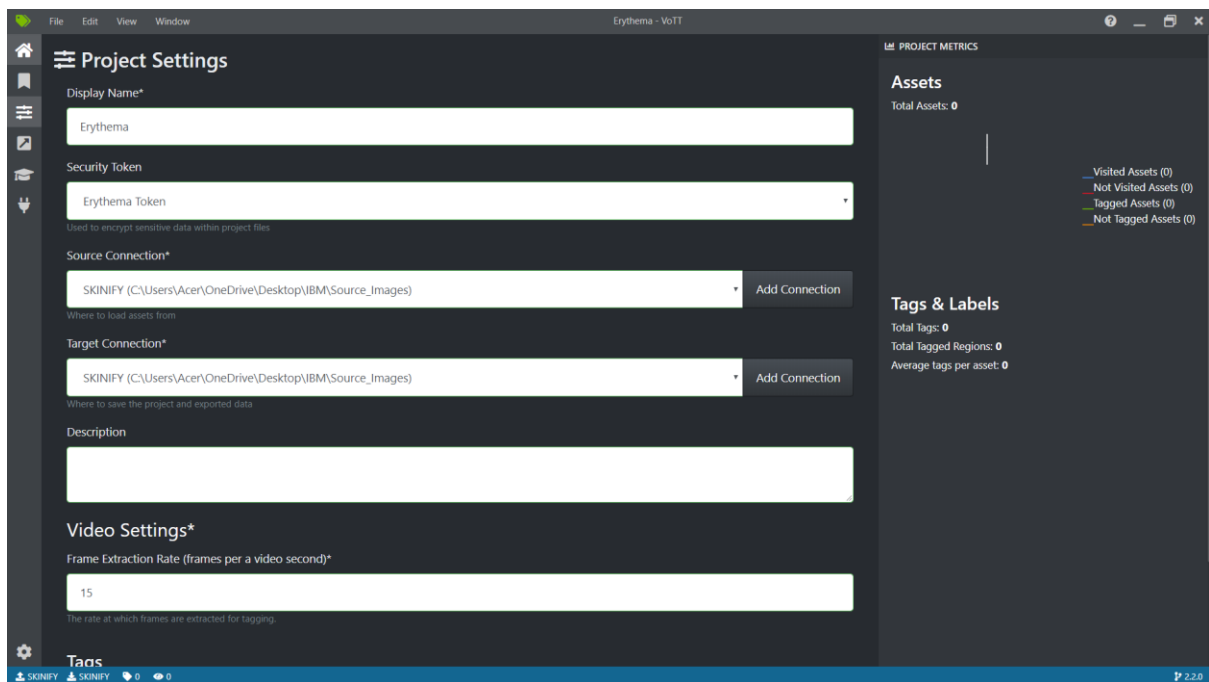 File Edit View Window
Erythema - VoTT
Project Settings
Display Name*
Erythema
Security Token
Erythema Token
Used to encrypt sensitive data within project files
Source Connection*
SKINIFY (C:\Users\Acer\OneDrive\Desktop\IBM\Source_Images)
Add Connection
Where to load assets from
Target Connection*
SKINIFY (C:\Users\Acer\OneDrive\Desktop\IBM\Source_Images)
Add Connection
Where to save the project and exported data
Description
Video Settings*
Frame Extraction Rate (frames per a video second)*
15
The rate at which frames are extracted for tagging.
Tags
PROJECT METRICS
Assets
Total Assets: 0
Visited Assets (0)
Not Visited Assets (0)
Tagged Assets (0)
Not Tagged Assets (0)
Tags & Labels
Total Tags: 0
Total Tagged Regions: 0
Average tags per asset: 0
SKINIFY SKINIFY 0 0
2.2.0